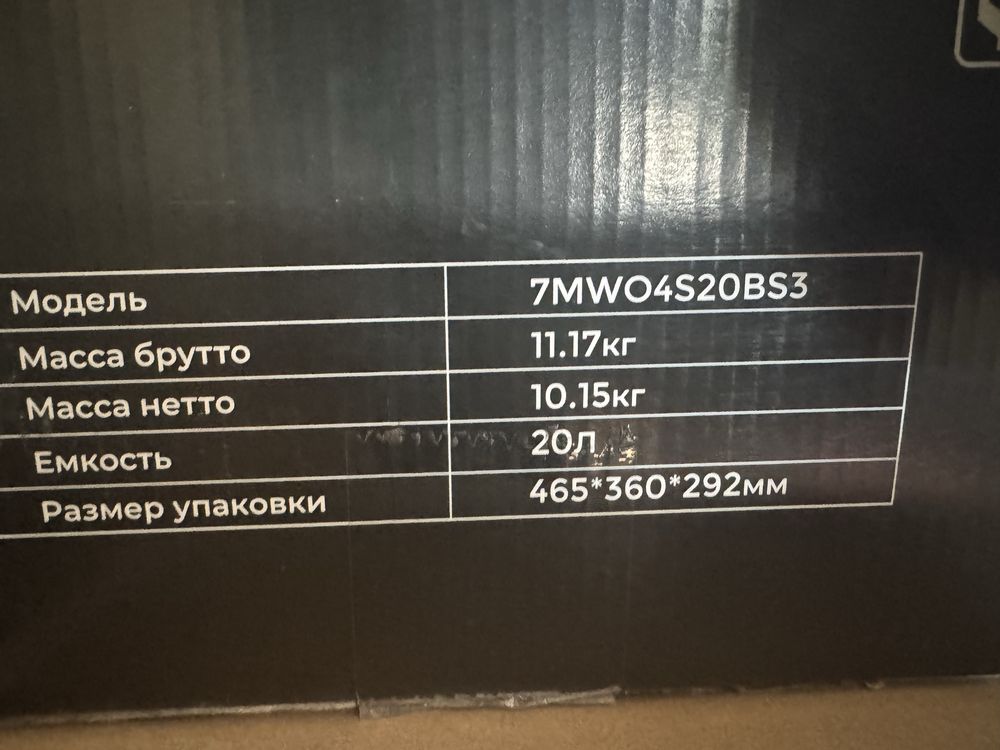 Модель 7MWO4S20BS3
Масса брутто 11.17кг
Масса нетто 10.15кг
Емкость 20Л
Размер упаковки 465*360*292мм